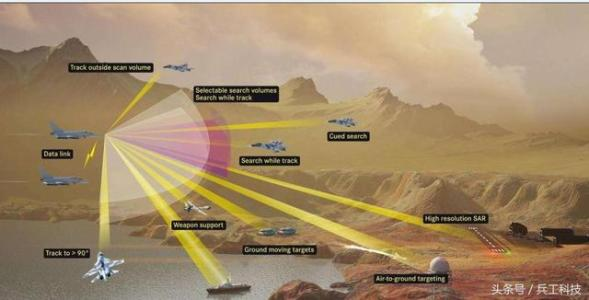 Track outside scan volume
Selectable search volumes
Search while track
Cued search
Data link
Search while track
Weapon support
High resolution SAR
Ground moving targets
Track to > 90°
Air-to-ground targeting
头条号 / 兵工科技